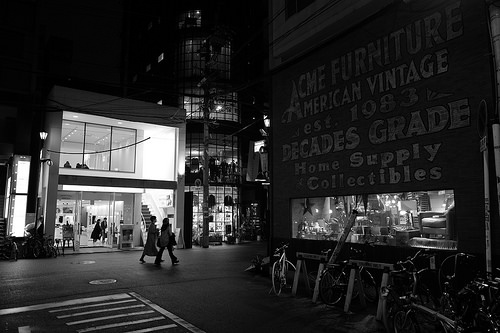 ACME FURNITURE
AMERICAN VINTAGE
est. 1983
DECADES GRADE
Home Supply
Collectibles